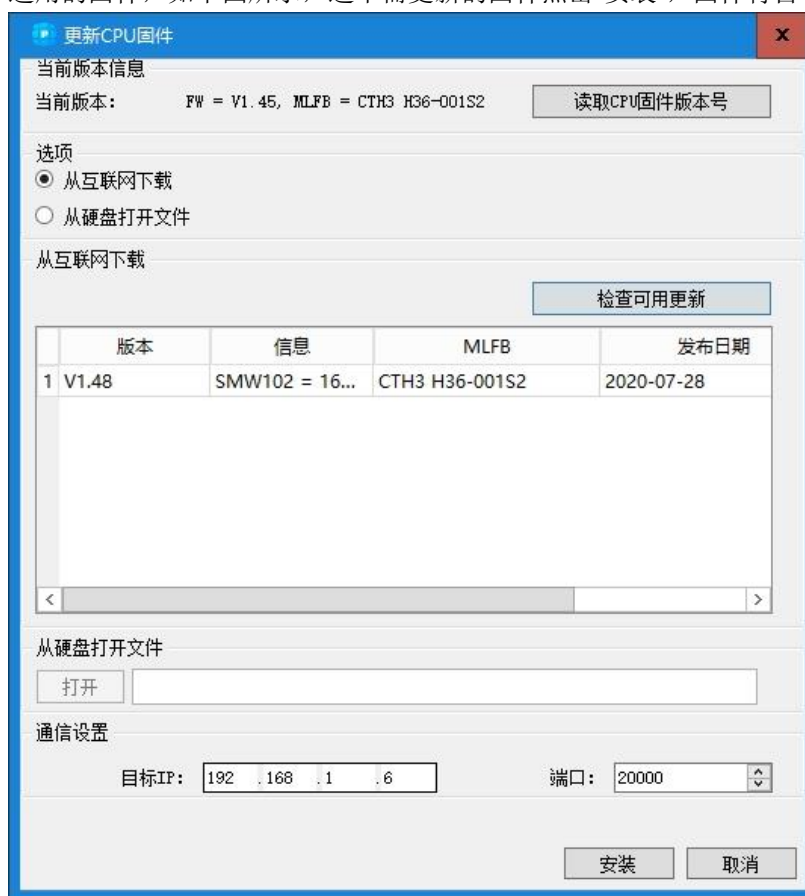 更新CPU固件
x
当前版本信息
当前版本: FW = V1.45, MLFB = CTH3 H36-001S2 读取CPU固件版本号
选项
从互联网下载
从硬盘打开文件
从互联网下载
检查可用更新
版本 信息 MLFB 发布日期
1 V1.48 SMW102 = 16... CTH3 H36-001S2 2020-07-28
从硬盘打开文件
打开
通信设置
目标IP: 192 .168 .1 .6 端口: 20000
安装 取消